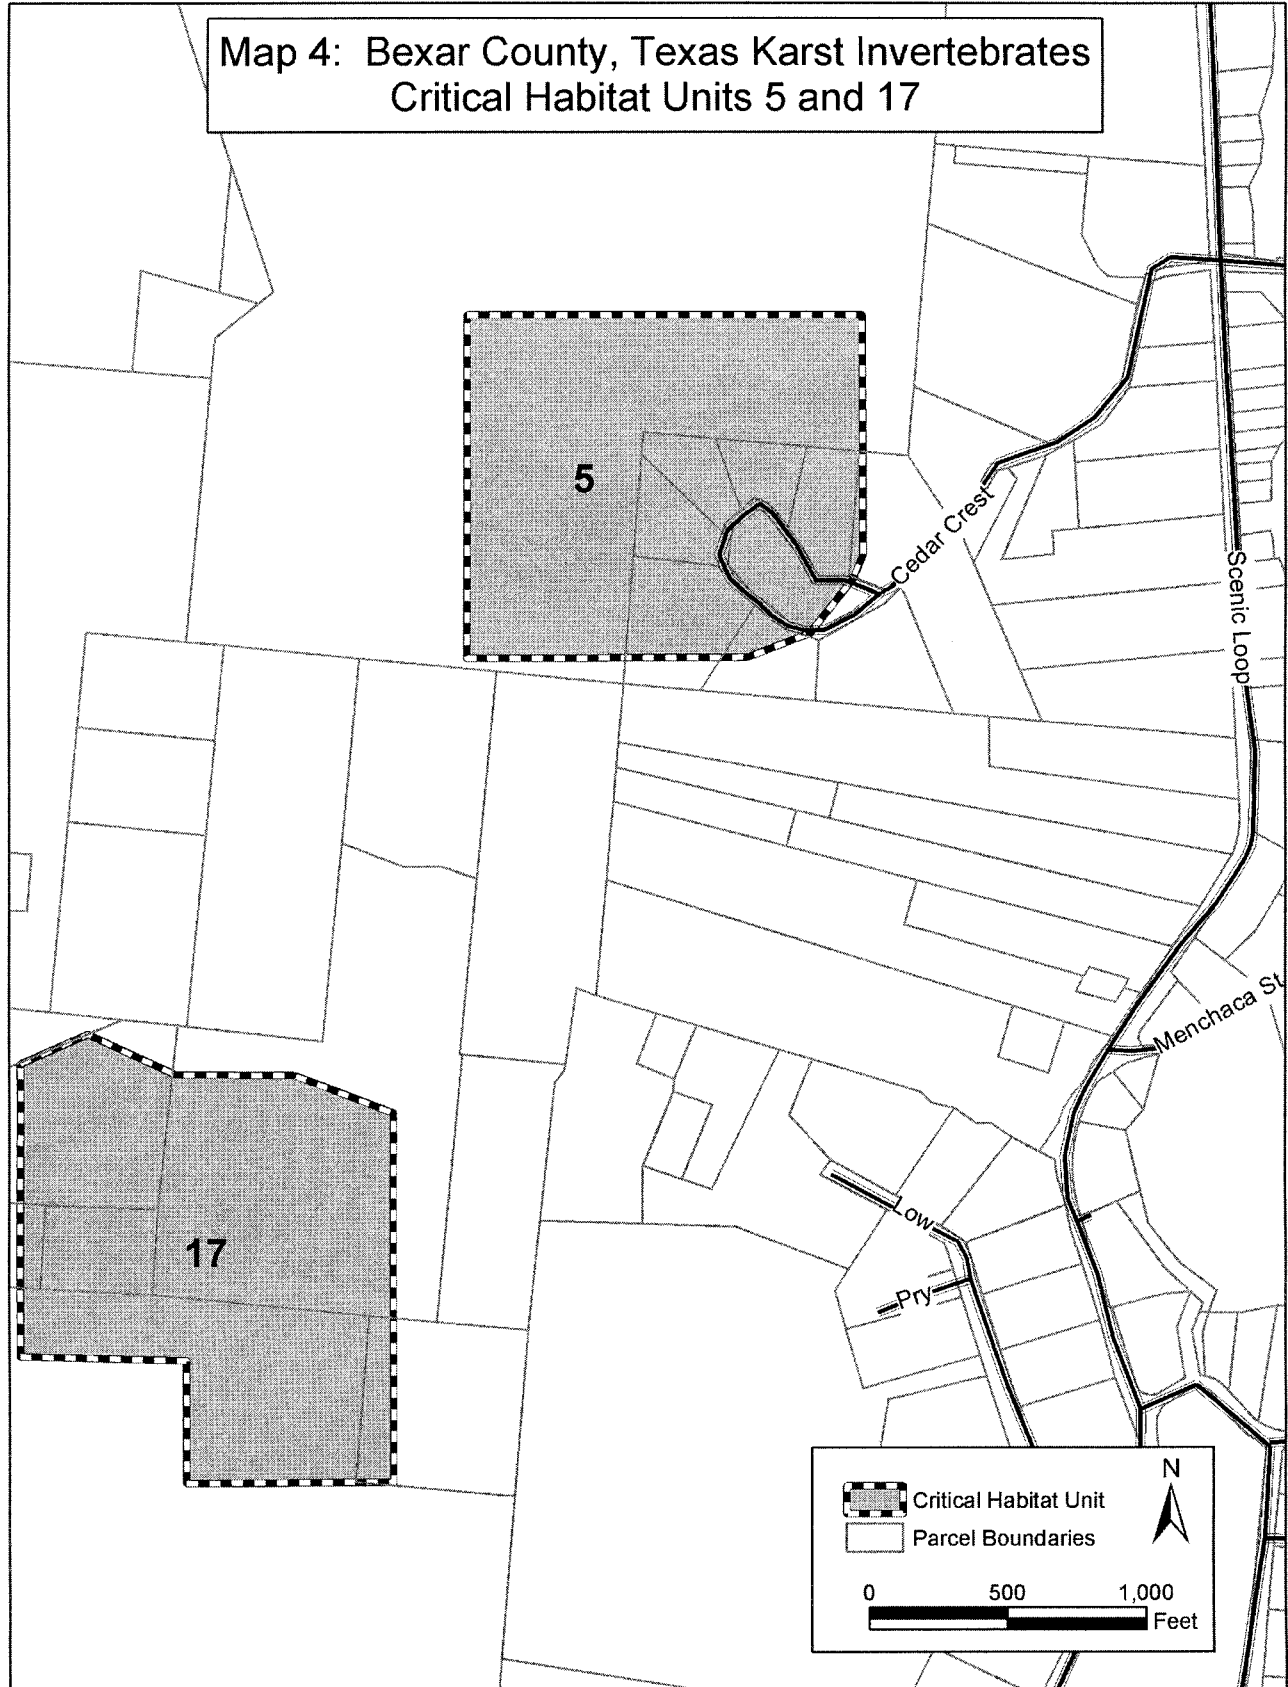 Map 4: Bexar County, Texas Karst Invertebrates
Critical Habitat Units 5 and 17
5
Cedar Crest
Scenic Loop
Menchaca St
Low
17
Pry
N
Critical Habitat Unit
Parcel Boundaries
0 500 1,000
Feet